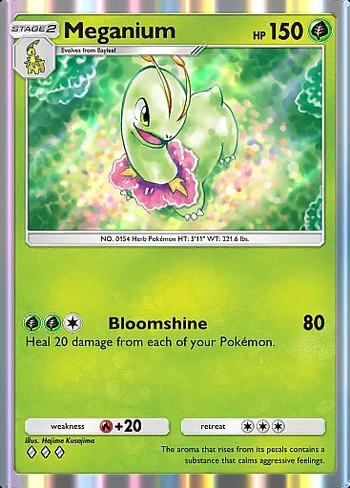 STAGE 2
Meganium
HP 150
Evolves from Bayleef
NO. 0154 Herb Pokémon HT: 5'11" WT: 221.6 lbs.
Bloomshine 80
Heal 20 damage from each of your Pokémon.
weakness +20 retreat
Illus. Hajime Kusajima
The aroma that rises from its petals contains a
substance that calms aggressive feelings.